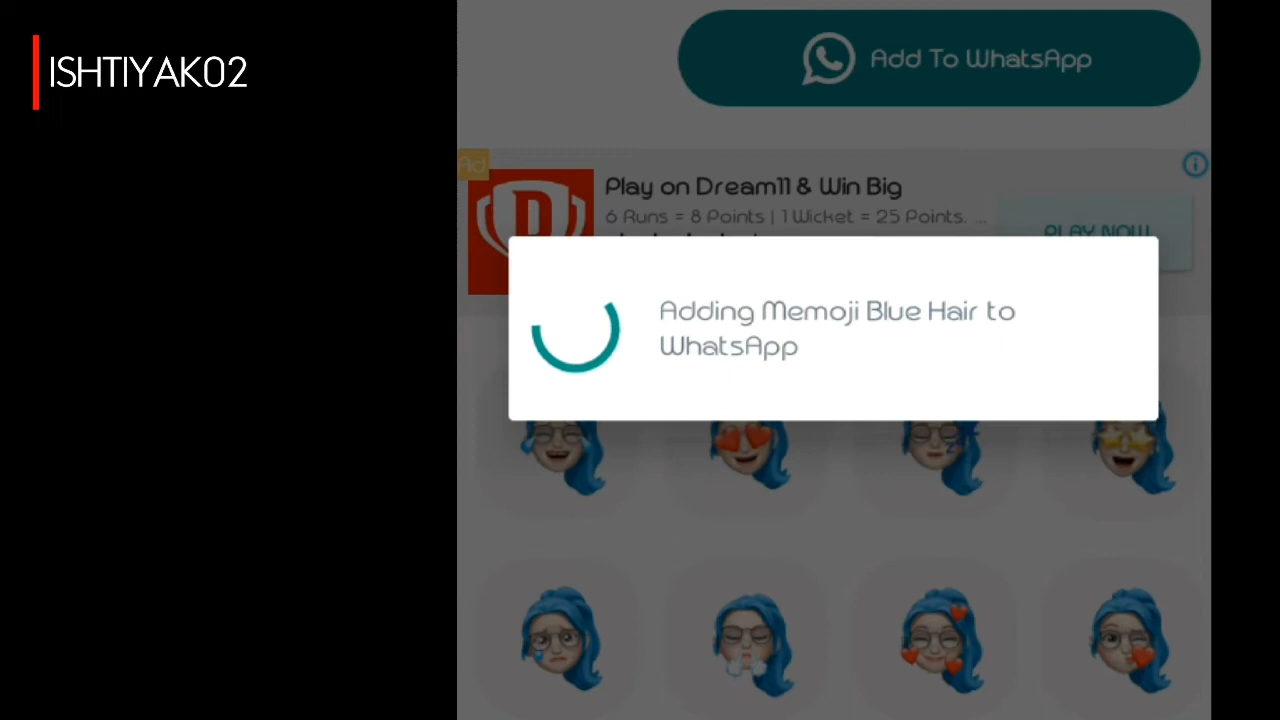 ISHTIYAK02
Add To WhatsApp
Ad
Play on Dream11 & Win Big
6 Runs = 8 Points | 1 Wicket = 25 Points. ...
PLAY NOW
Adding Memoji Blue Hair to
WhatsApp